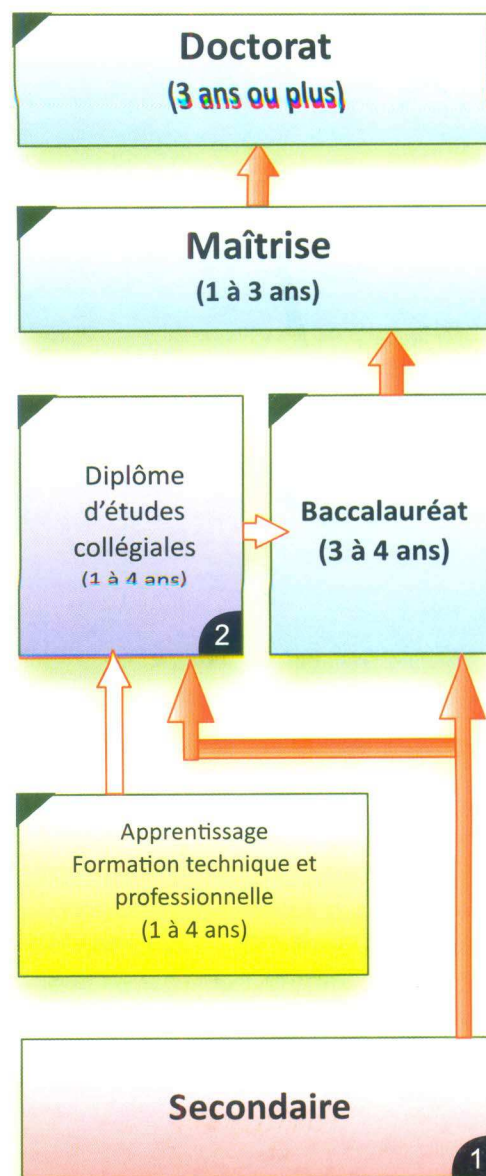 Doctorat
(3 ans ou plus)
Maîtrise
(1 à 3 ans)
Diplôme
d'études
collégiales
(1 à 4 ans)
2
Baccalauréat
(3 à 4 ans)
Apprentissage
Formation technique et
professionnelle
(1 à 4 ans)
Secondaire
1